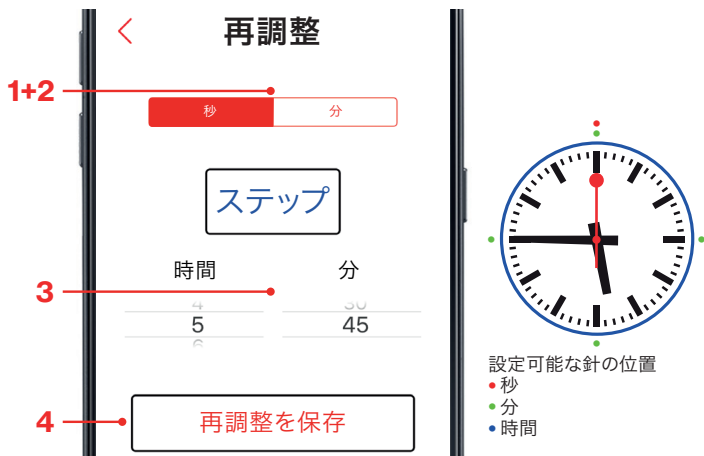 再調整
1+2
秒 分
ステップ
時間 分
3
4 30
5 45
6
再調整を保存
4
設定可能な針の位置
• 秒
• 分
• 時間